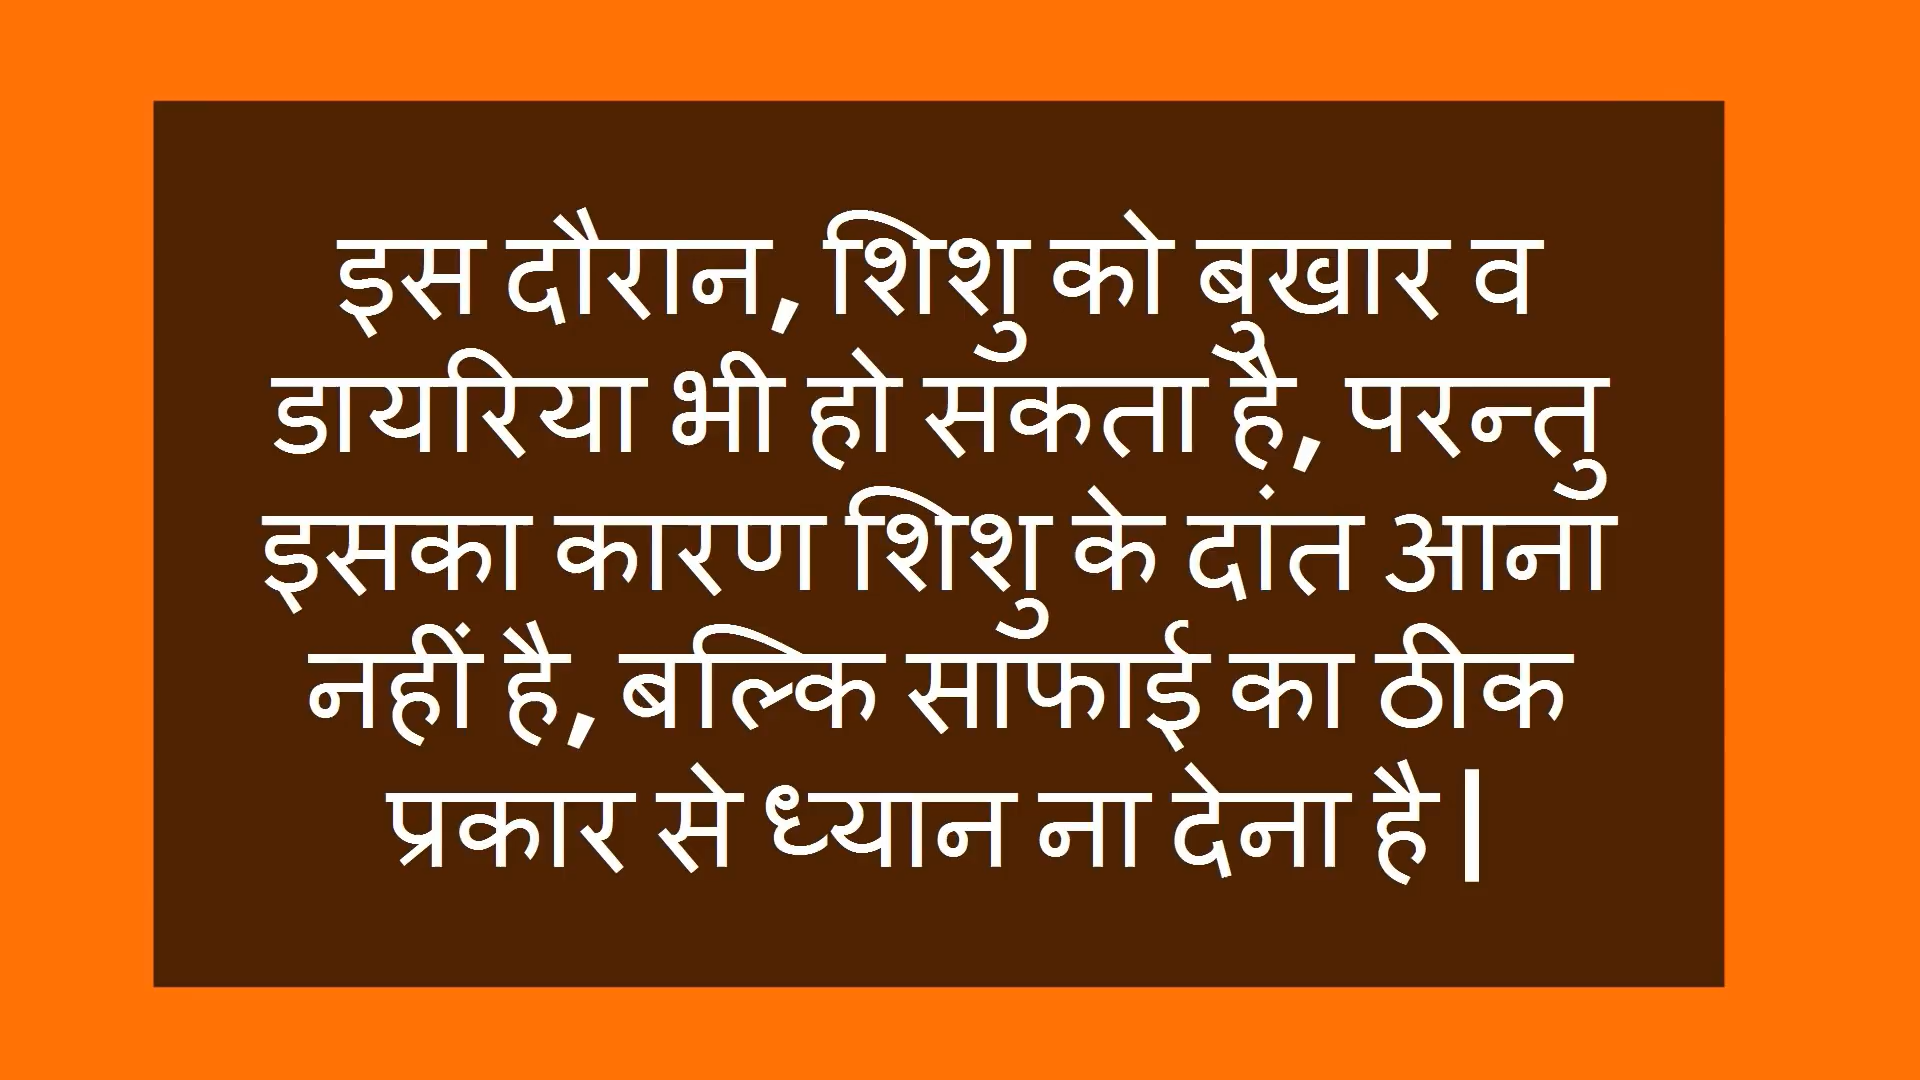 इस दौरान, शिशु को बुखार व
डायरिया भी हो सकता है, परन्तु
इसका कारण शिशु के दांत आना
नहीं है, बल्कि साफाई का ठीक
प्रकार से ध्यान ना देना है|